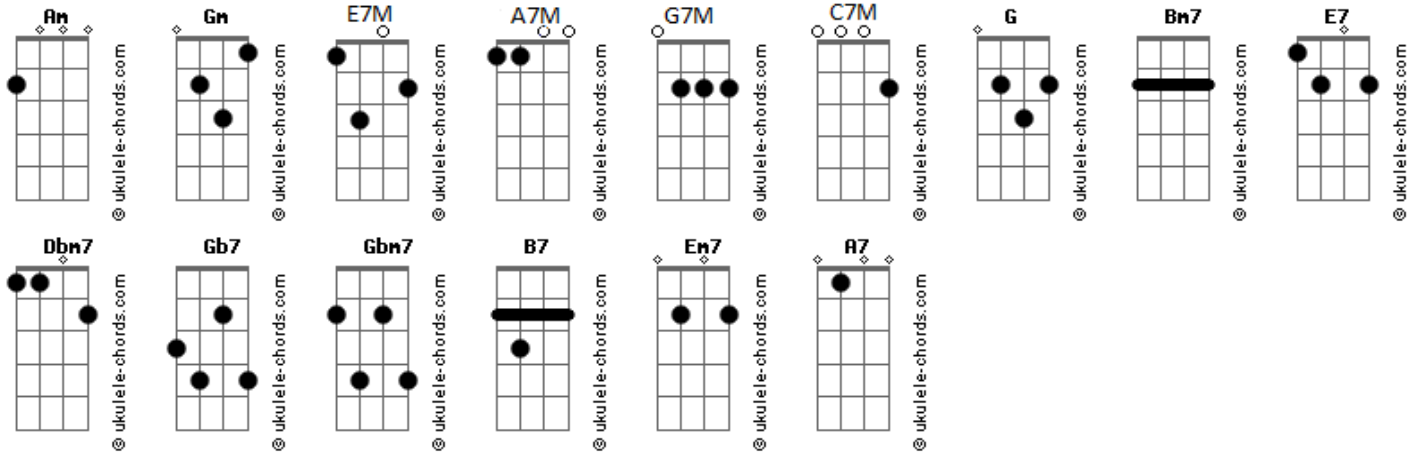 Am Gm E7M A7M G7M C7M G Bm7 E7
© ukulele-chords.com © ukulele-chords.com © ukulele-chords.com © ukulele-chords.com © ukulele-chords.com © ukulele-chords.com © ukulele-chords.com © ukulele-chords.com © ukulele-chords.com
Dbm7 Gb7 Gbm7 B7 Em7 A7
© ukulele-chords.com © ukulele-chords.com © ukulele-chords.com © ukulele-chords.com © ukulele-chords.com © ukulele-chords.com